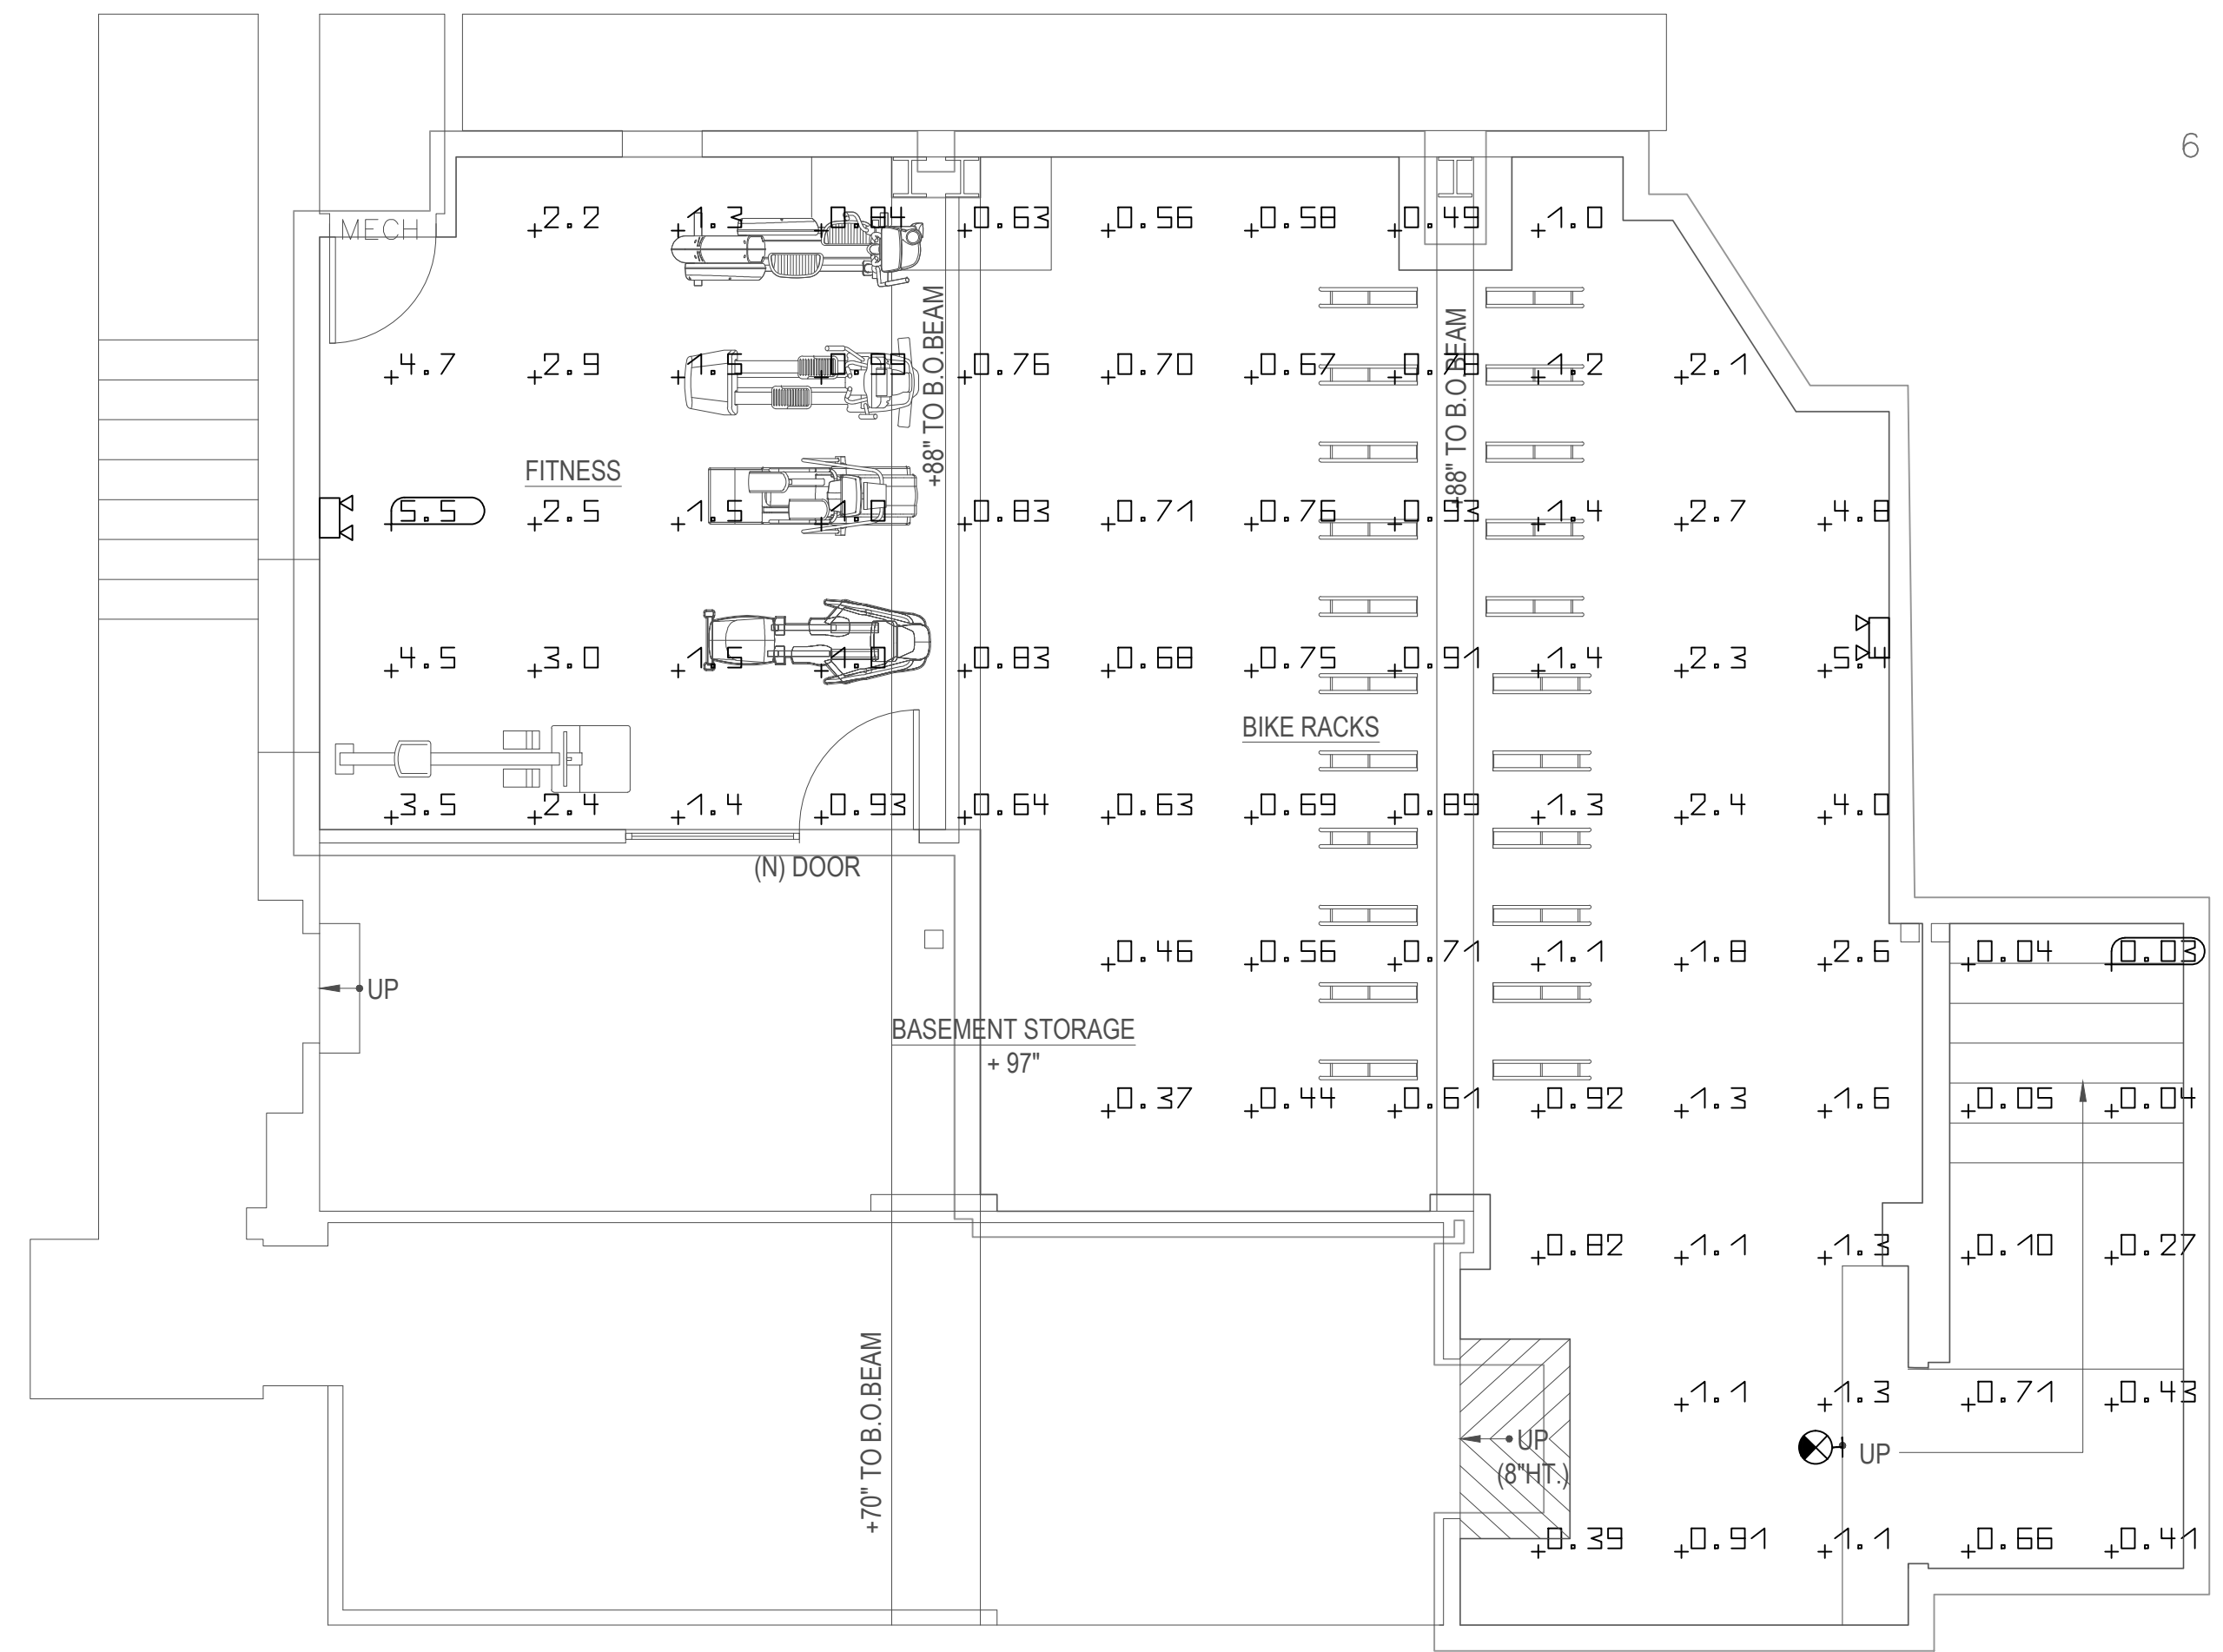 6
MECH
2.2 1.3 0.94 0.63 0.56 0.58 0.49 1.0
4.7 2.9 1.5 0.99 0.76 0.70 0.67 0.79 1.2 2.1
+88" TO B.O.BEAM
+88" TO B.O.BEAM
FITNESS
5.5 2.5 1.5 1.0 0.83 0.71 0.76 0.93 1.4 2.7 4.8
4.5 3.0 1.5 1.0 0.83 0.68 0.75 0.91 1.4 2.3 5.4
BIKE RACKS
3.5 2.4 1.4 0.93 0.64 0.63 0.69 0.89 1.3 2.4 4.0
(N) DOOR
0.46 0.56 0.71 1.1 1.8 2.6 0.04 0.03
UP
BASEMENT STORAGE
+ 97"
0.37 0.44 0.61 0.92 1.3 1.6 0.05 0.04
0.82 1.1 1.3 0.10 0.27
+70" TO B.O.BEAM
1.1 1.3 0.71 0.43
UP
(8"HT.)
UP
0.39 0.91 1.1 0.66 0.41